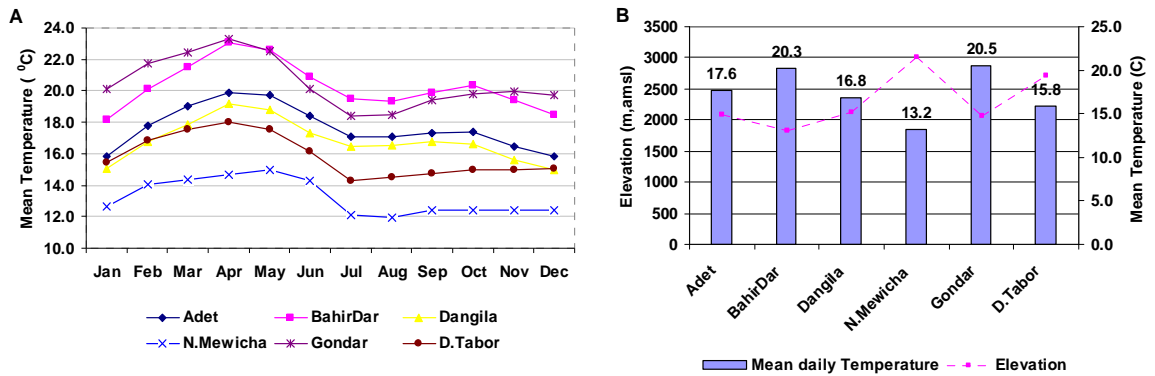 A
Mean Temperature ( ⁰C)
24.0
22.0
20.0
18.0
16.0
14.0
12.0
10.0
Jan Feb Mar Apr May Jun Jul Aug Sep Oct Nov Dec
Adet BahirDar Dangila
N.Mewicha Gondar D.Tabor
B
Elevation (m,amsl)
3500
3000
2500
2000
1500
1000
500
0
17.6 20.3 16.8 13.2 20.5 15.8
25.0
20.0
15.0
10.0
5.0
0.0
Mean Temperature (C)
Adet BahirDar Dangila N.Mewicha Gondar D.Tabor
Mean daily Temperature Elevation